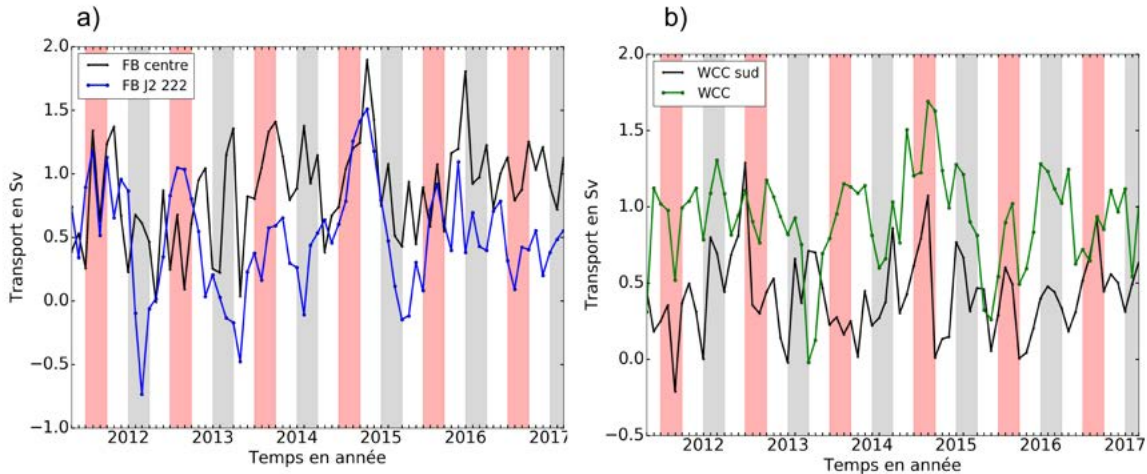 a)
Transport en Sv
2.0
1.5
1.0
0.5
0.0
−0.5
−1.0
FB centre
FB J2 222
2012
2013
2014
2015
2016
2017
Temps en année
b)
Transport en Sv
2.0
1.5
1.0
0.5
0.0
−0.5
WCC sud
WCC
2012
2013
2014
2015
2016
2017
Temps en année